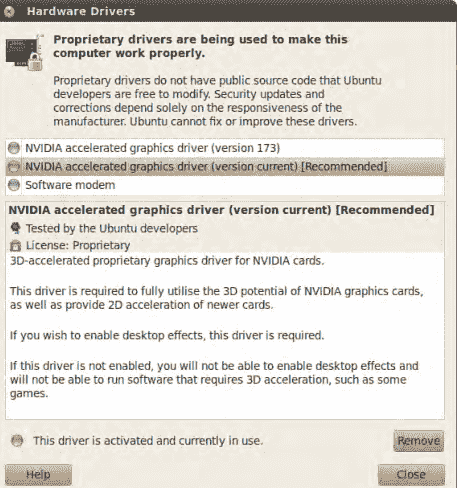 Hardware Drivers
Proprietary drivers are being used to make this
computer work properly.
Proprietary drivers do not have public source code that Ubuntu
developers are free to modify. Security updates and
corrections depend solely on the responsiveness of the
manufacturer. Ubuntu cannot fix or improve these drivers.
NVIDIA accelerated graphics driver (version 173)
NVIDIA accelerated graphics driver (version current) [Recommended]
Software modem
NVIDIA accelerated graphics driver (version current) [Recommended]
Tested by the Ubuntu developers
License: Proprietary
3D-accelerated proprietary graphics driver for NVIDIA cards.
This driver is required to fully utilise the 3D potential of NVIDIA graphics cards,
as well as provide 2D acceleration of newer cards.
If you wish to enable desktop effects, this driver is required.
If this driver is not enabled, you will not be able to enable desktop effects and
will not be able to run software that requires 3D acceleration, such as some
games.
This driver is activated and currently in use.
Remove
Help
Close